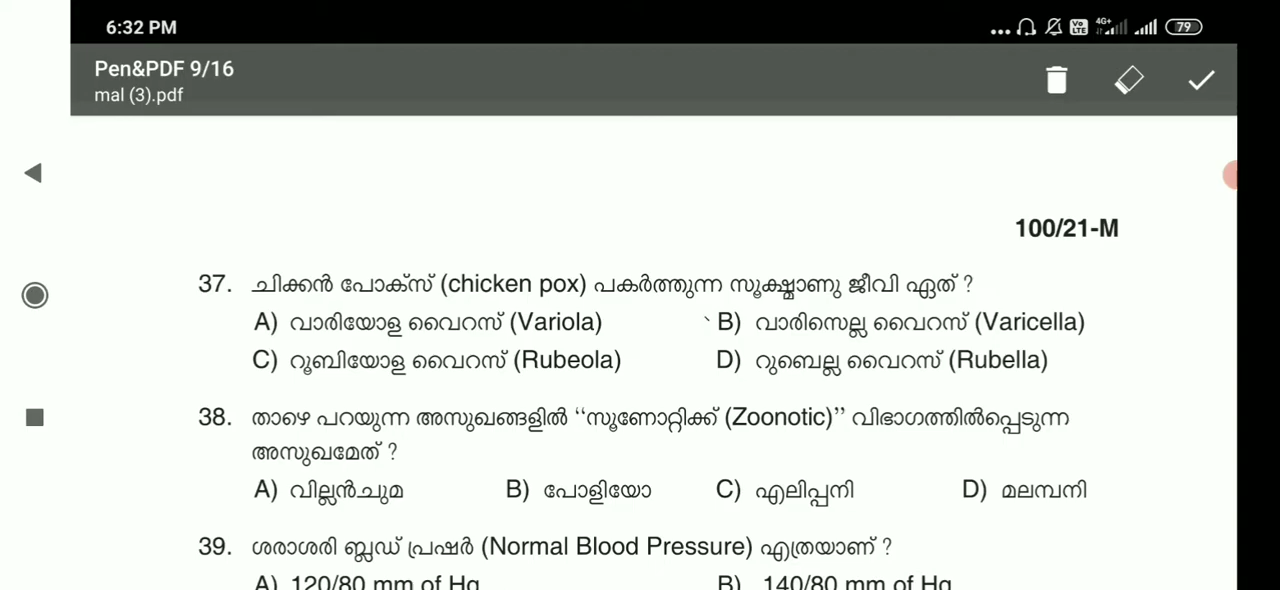 6:32 PM
... Vo LTE 4G+ 79
Pen&PDF 9/16
mal (3).pdf
100/21-M
37. ചിക്കൻ പോക്സ് (chicken pox) പകർത്തുന്ന സൂക്ഷ്മാണു ജീവി ഏത് ?
A) വാരിയോള വൈറസ് (Variola) B) വാരിസെല്ല വൈറസ് (Varicella)
C) റൂബിയോള വൈറസ് (Rubeola) D) റുബെല്ല വൈറസ് (Rubella)
38. താഴെ പറയുന്ന അസുഖങ്ങളിൽ “സൂണോറ്റിക്ക് (Zoonotic)” വിഭാഗത്തിൽപ്പെടുന്ന
അസുഖമേത് ?
A) വില്ലൻചുമ B) പോളിയോ C) എലിപ്പനി D) മലമ്പനി
39. ശരാശരി ബ്ലഡ് പ്രഷർ (Normal Blood Pressure) എത്രയാണ് ?
A) 120/80 mm of Hg B) 140/80 mm of Hg